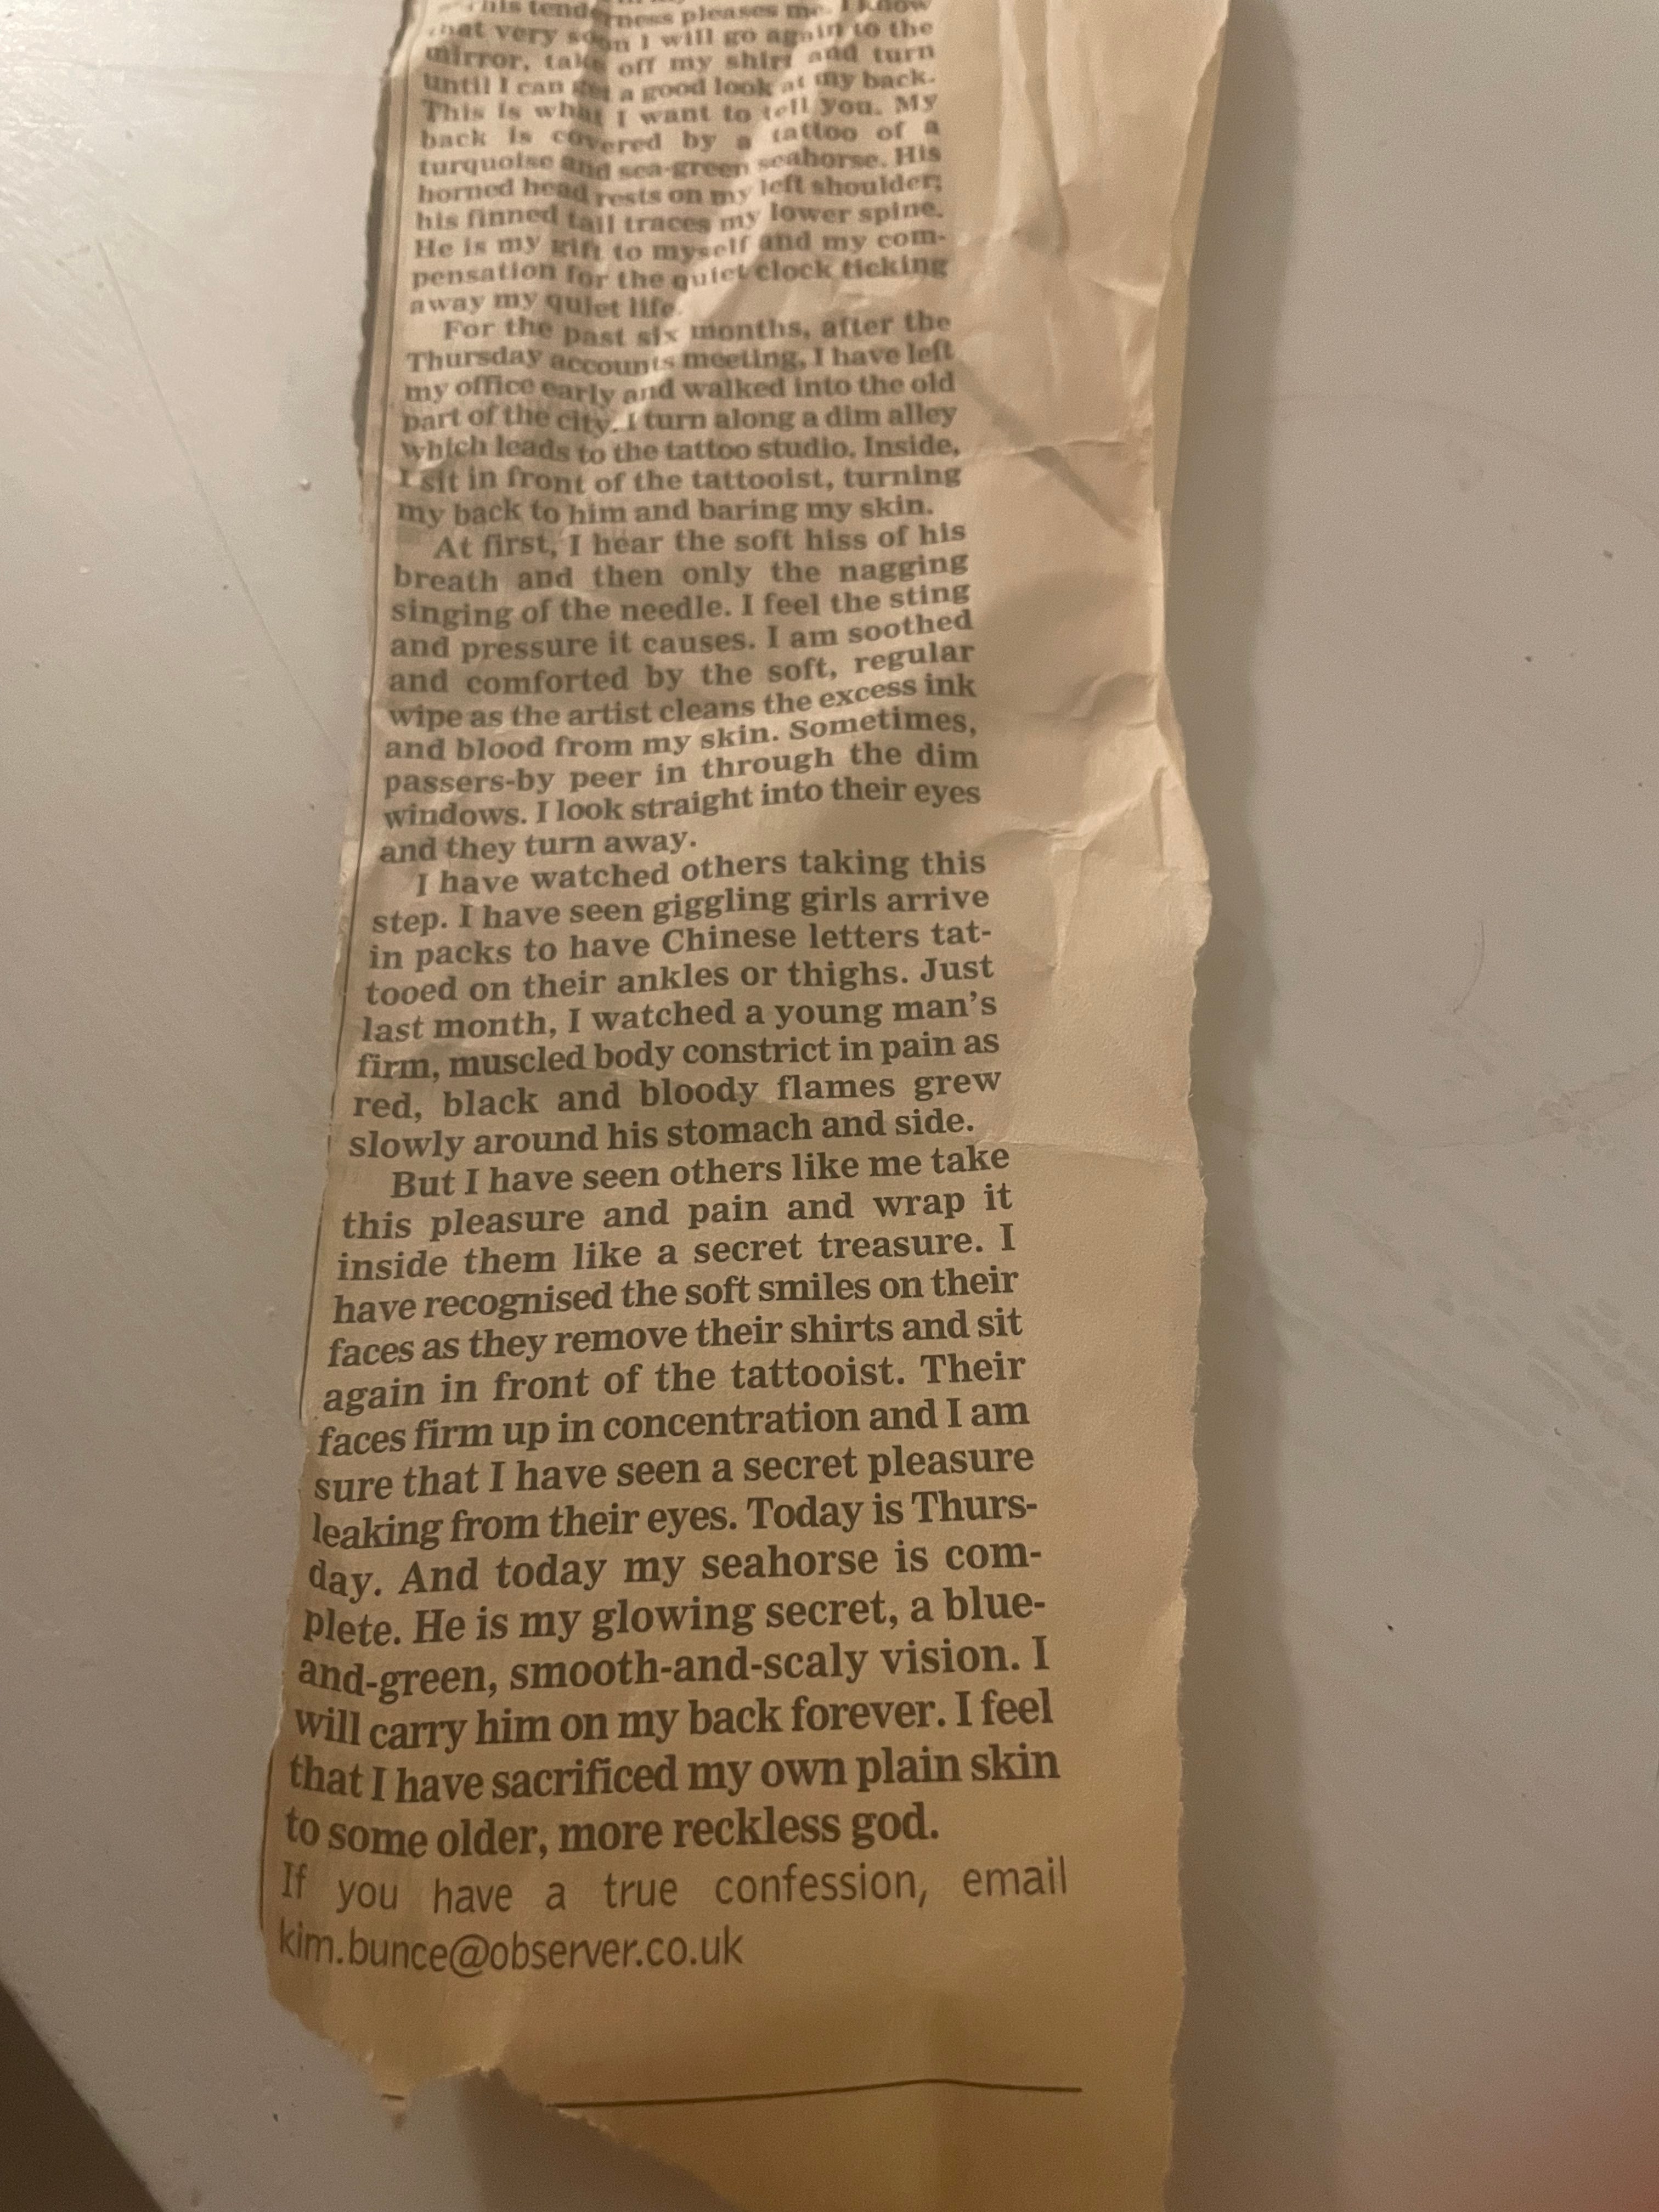 his tenderness pleases me. I know
that very soon I will go again to the
mirror, take off my shirt and turn
until I can get a good look at my back.
This is what I want to tell you. My
back is covered by a tattoo of a
turquoise and sea-green seahorse. His
horned head rests on my left shoulder;
his finned tail traces my lower spine.
He is my gift to myself and my com-
pensation for the quiet clock ticking
away my quiet life.
For the past six months, after the
Thursday accounts meeting, I have left
my office early and walked into the old
part of the city. I turn along a dim alley
which leads to the tattoo studio. Inside,
I sit in front of the tattooist, turning
my back to him and baring my skin.
At first, I hear the soft hiss of his
breath and then only the nagging
singing of the needle. I feel the sting
and pressure it causes. I am soothed
and comforted by the soft, regular
wipe as the artist cleans the excess ink
and blood from my skin. Sometimes,
passers-by peer in through the dim
windows. I look straight into their eyes
and they turn away.
I have watched others taking this
step. I have seen giggling girls arrive
in packs to have Chinese letters tat-
tooed on their ankles or thighs. Just
last month, I watched a young man's
firm, muscled body constrict in pain as
red, black and bloody flames grew
slowly around his stomach and side.
But I have seen others like me take
this pleasure and pain and wrap it
inside them like a secret treasure. I
have recognised the soft smiles on their
faces as they remove their shirts and sit
again in front of the tattooist. Their
faces firm up in concentration and I am
sure that I have seen a secret pleasure
leaking from their eyes. Today is Thurs-
day. And today my seahorse is com-
plete. He is my glowing secret, a blue-
and-green, smooth-and-scaly vision. I
will carry him on my back forever. I feel
that I have sacrificed my own plain skin
to some older, more reckless god.
If you have a true confession, email
kim.bunce@observer.co.uk